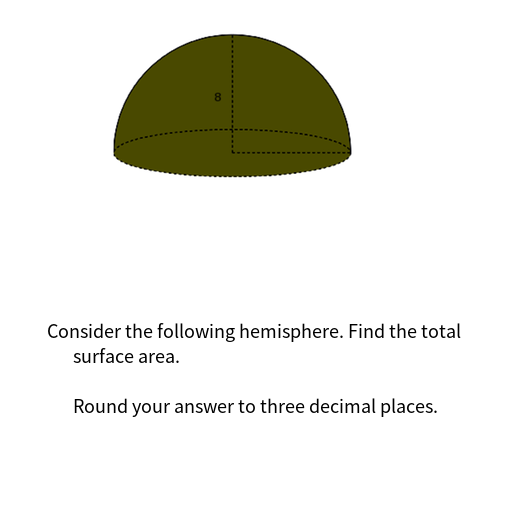 8
Consider the following hemisphere. Find the total
surface area.
Round your answer to three decimal places.